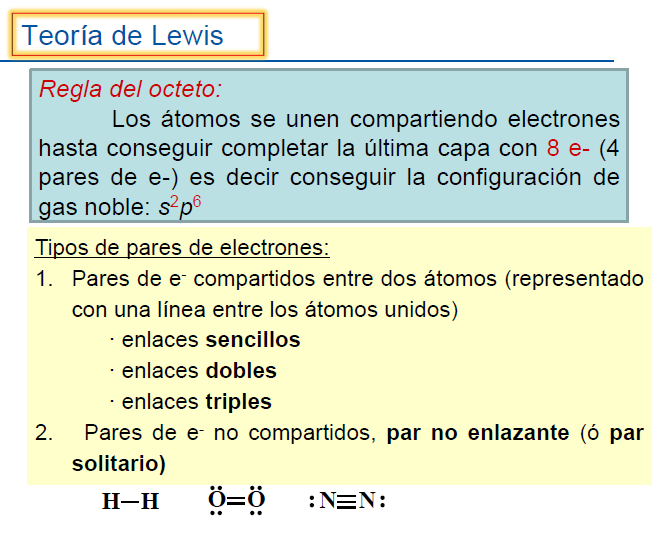 Teoría de Lewis
Regla del octeto:
Los átomos se unen compartiendo electrones
hasta conseguir completar la última capa con 8 e- (4
pares de e-) es decir conseguir la configuración de
gas noble: s²p⁶
Tipos de pares de electrones:
1. Pares de e⁻ compartidos entre dos átomos (representado
con una línea entre los átomos unidos)
· enlaces sencillos
· enlaces dobles
· enlaces triples
2. Pares de e⁻ no compartidos, par no enlazante (ó par
solitario)
H—H Ö=Ö :N≡N: